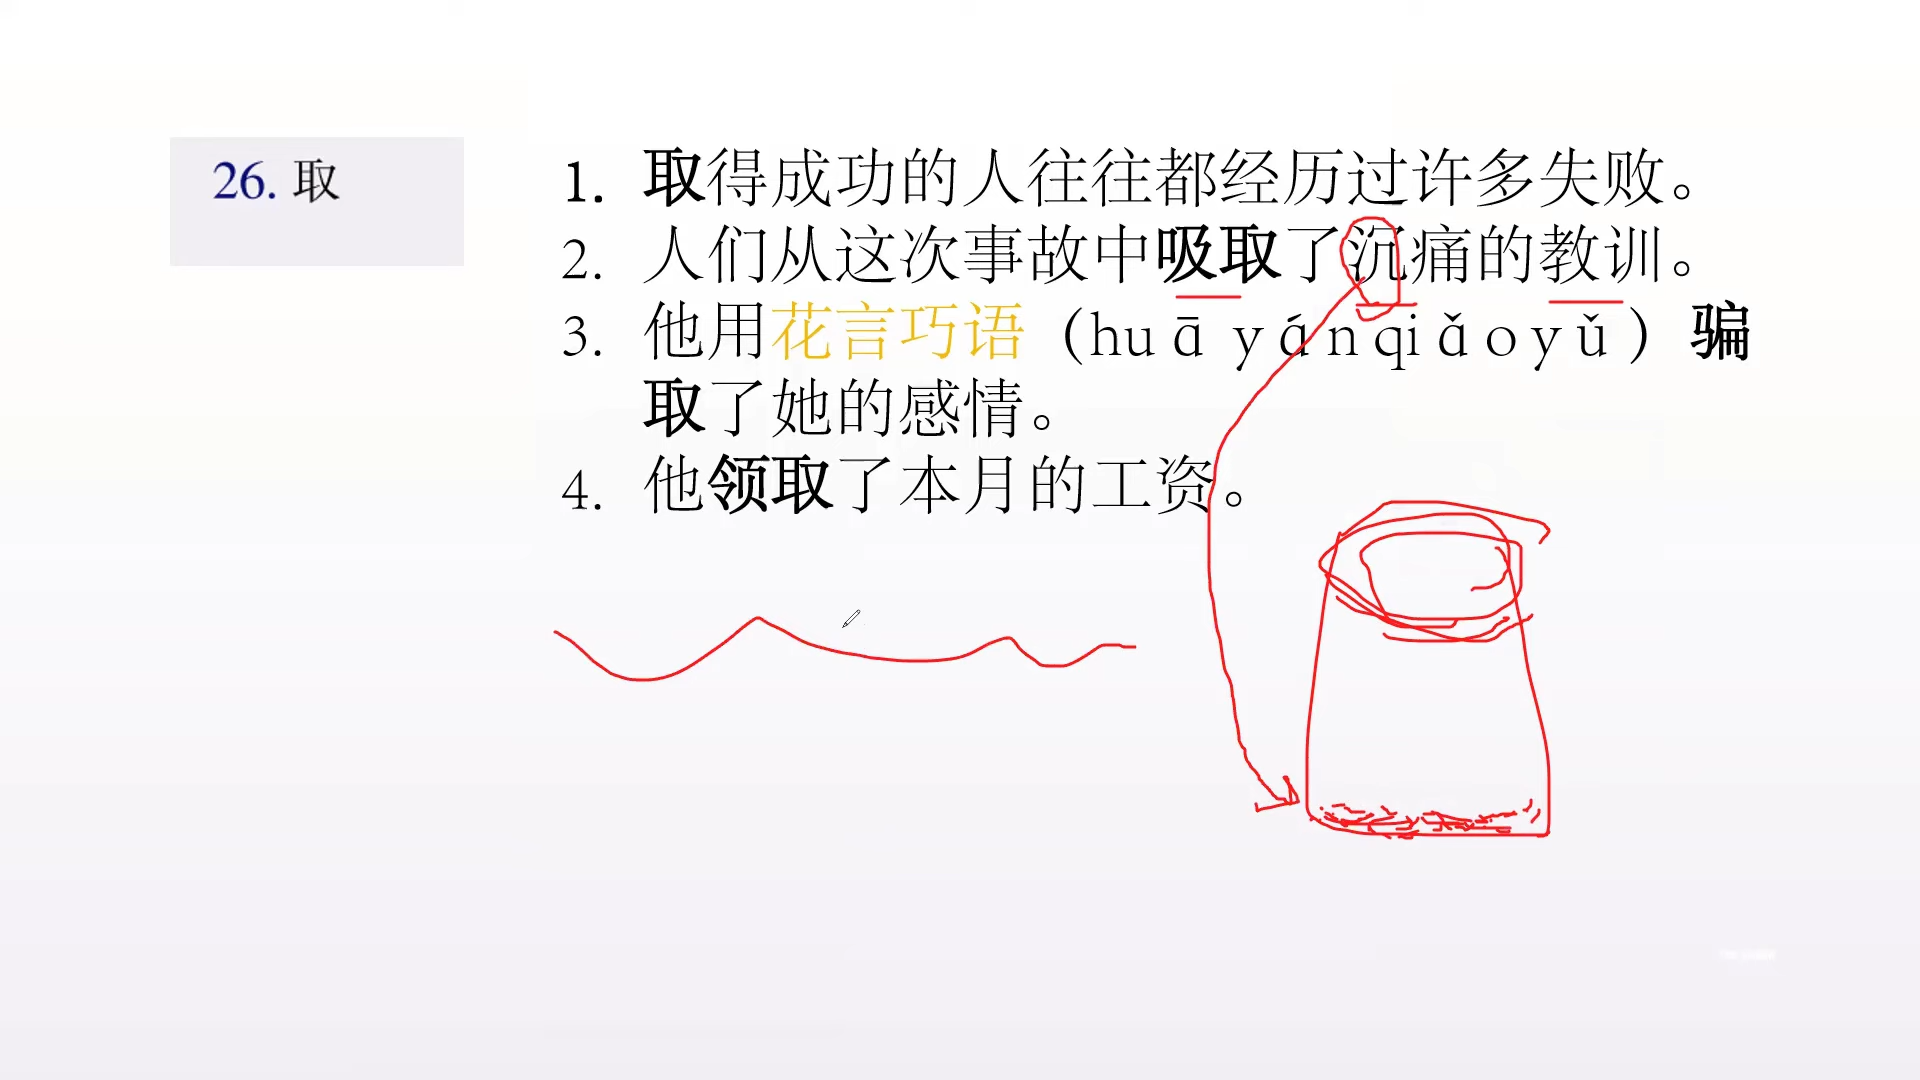 26. 取
1. 取得成功的人往往都经历过许多失败。
2. 人们从这次事故中吸取了沉痛的教训。
3. 他用花言巧语（huāyánqiǎoyǔ）骗
取了她的感情。
4. 他领取了本月的工资。